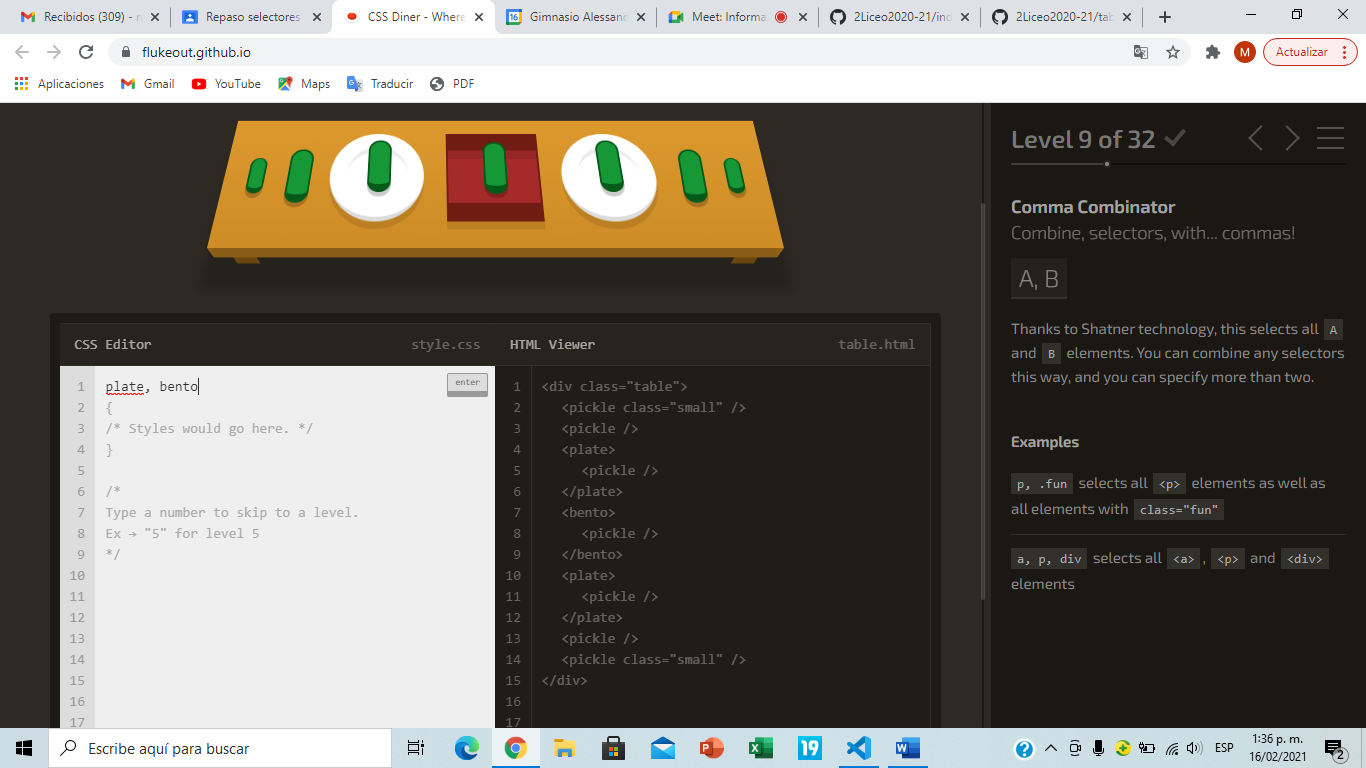 Recibidos (309) - n
Repaso selectores
CSS Diner - Where
Gimnasio Alessand
Meet: Informa
2Liceo2020-21/ind
2Liceo2020-21/tab
flukeout.github.io
M
Actualizar
Aplicaciones
Gmail
YouTube
Maps
Traducir
PDF
Level 9 of 32
Comma Combinator
Combine, selectors, with... commas!
A, B
Thanks to Shatner technology, this selects all A
and B elements. You can combine any selectors
this way, and you can specify more than two.
Examples
p, .fun selects all <p> elements as well as
all elements with class="fun"
a, p, div selects all <a>, <p> and <div>
elements
CSS Editor
style.css
1 plate, bento
enter
2 {
3 /* Styles would go here. */
4 }
5
6 /*
7 Type a number to skip to a level.
8 Ex → "5" for level 5
9 */
10
11
12
13
14
15
16
17
HTML Viewer
table.html
1 <div class="table">
2 <pickle class="small" />
3 <pickle />
4 <plate>
5 <pickle />
6 </plate>
7 <bento>
8 <pickle />
9 </bento>
10 <plate>
11 <pickle />
12 </plate>
13 <pickle />
14 <pickle class="small" />
15 </div>
16
17
Escribe aquí para buscar
19
ESP
1:36 p. m.
16/02/2021
2